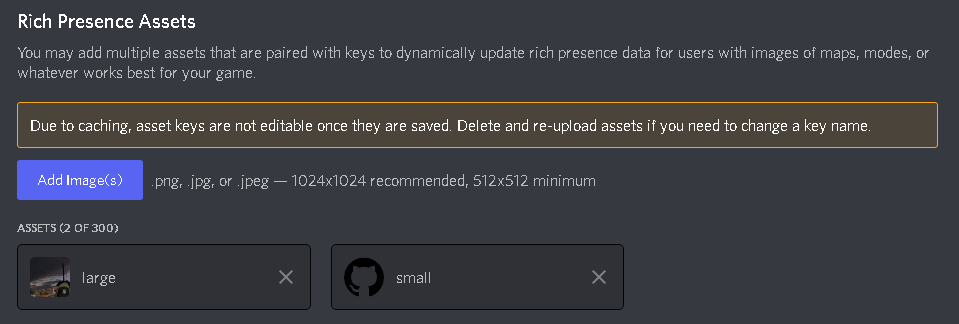 Rich Presence Assets
You may add multiple assets that are paired with keys to dynamically update rich presence data for users with images of maps, modes, or
whatever works best for your game.
Due to caching, asset keys are not editable once they are saved. Delete and re-upload assets if you need to change a key name.
Add Image(s) .png, .jpg, or .jpeg — 1024x1024 recommended, 512x512 minimum
ASSETS (2 OF 300)
large small